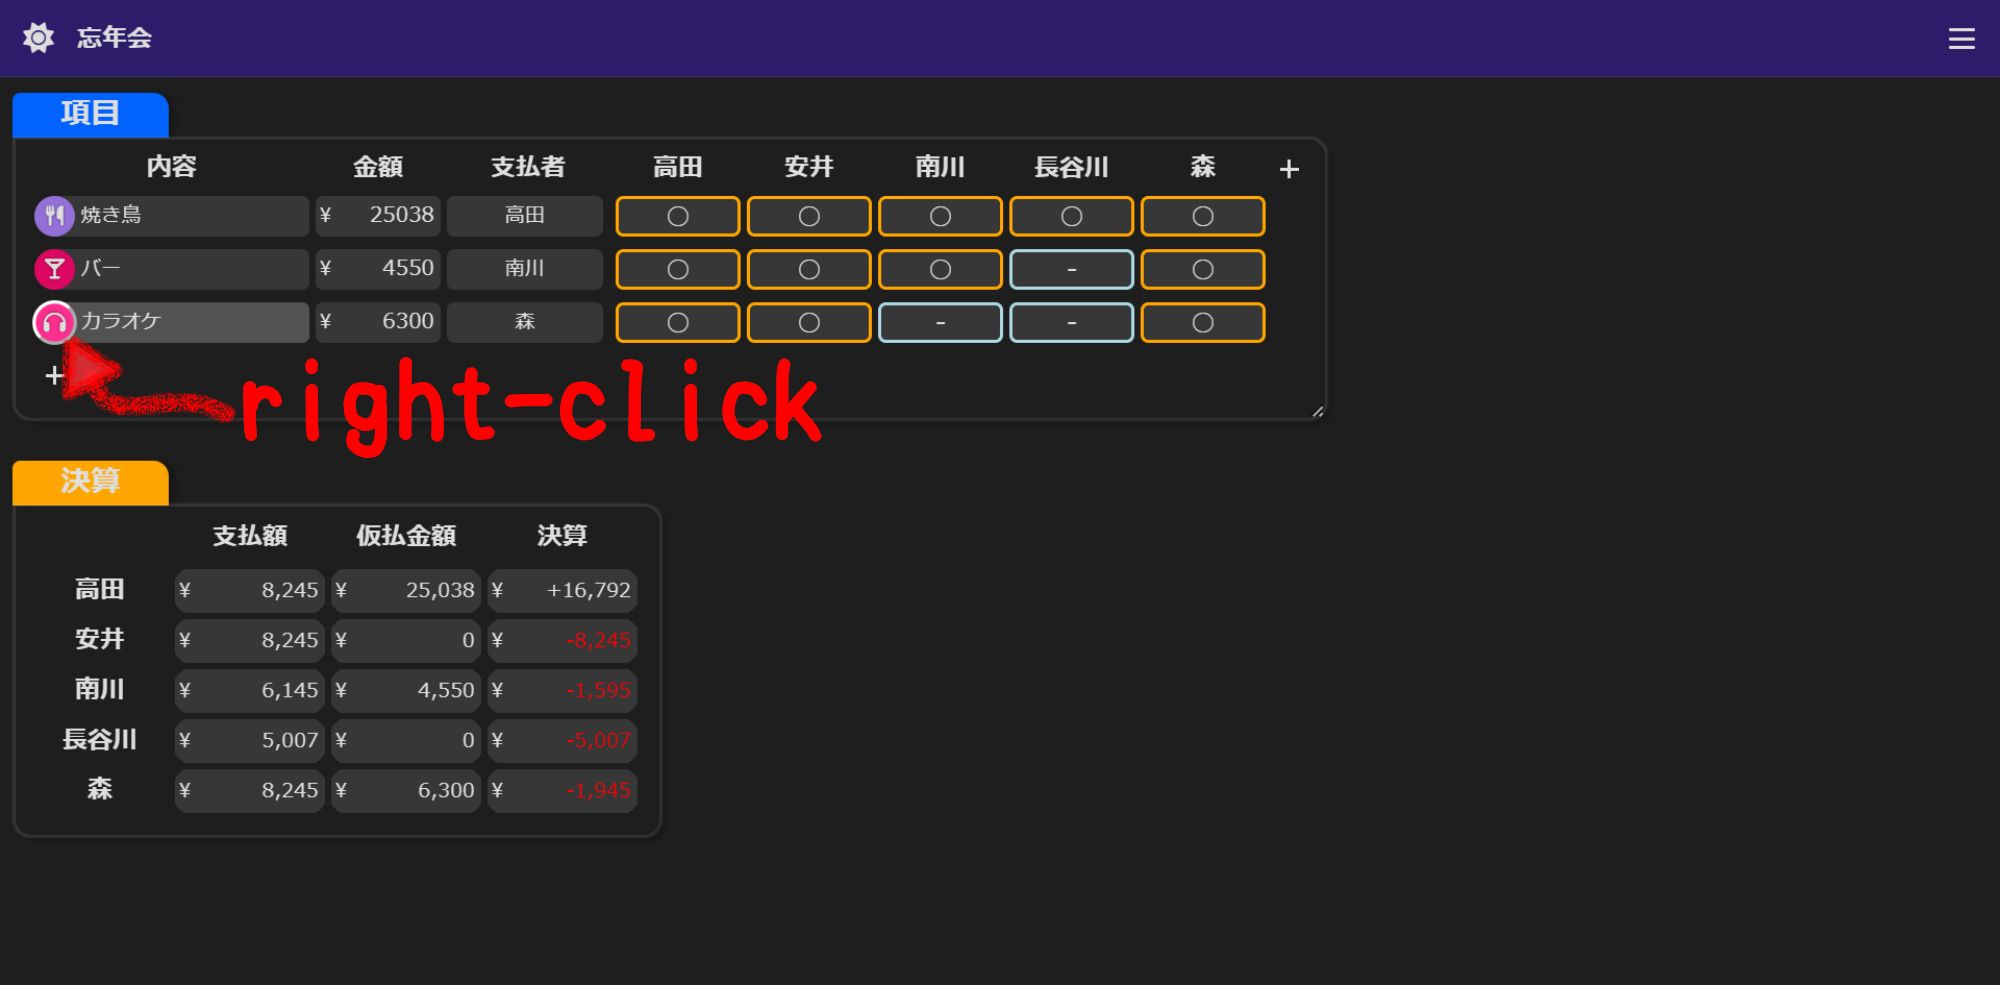 忘年会
項目
内容 金額 支払者 高田 安井 南川 長谷川 森 +
焼き鳥 ¥ 25038 高田 ○ ○ ○ ○ ○
バー ¥ 4550 南川 ○ ○ ○ - ○
カラオケ ¥ 6300 森 ○ ○ - - ○
+
right-click
決算
支払額 仮払金額 決算
高田 ¥ 8,245 ¥ 25,038 ¥ +16,792
安井 ¥ 8,245 ¥ 0 ¥ -8,245
南川 ¥ 6,145 ¥ 4,550 ¥ -1,595
長谷川 ¥ 5,007 ¥ 0 ¥ -5,007
森 ¥ 8,245 ¥ 6,300 ¥ -1,945